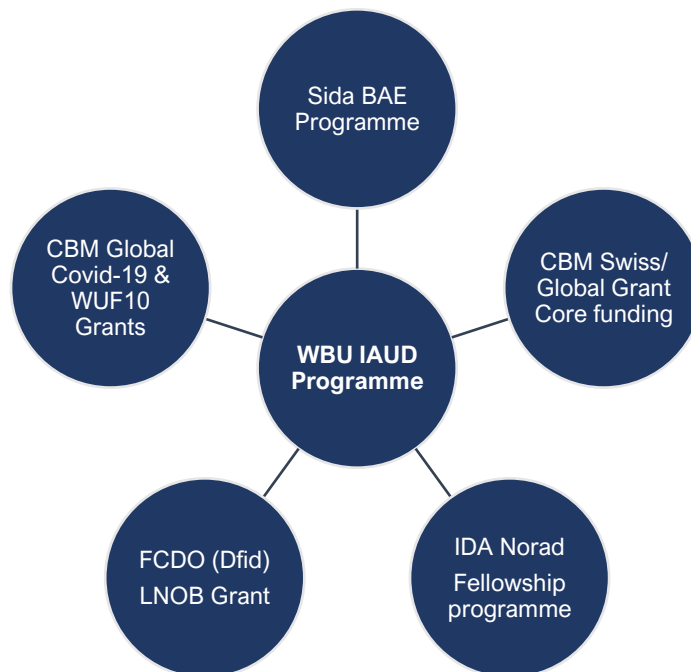 Sida BAE
Programme
CBM Global
Covid-19 &
WUF10
Grants
CBM Swiss/
Global Grant
Core funding
WBU IAUD
Programme
FCDO (Dfid)
LNOB Grant
IDA Norad
Fellowship
programme